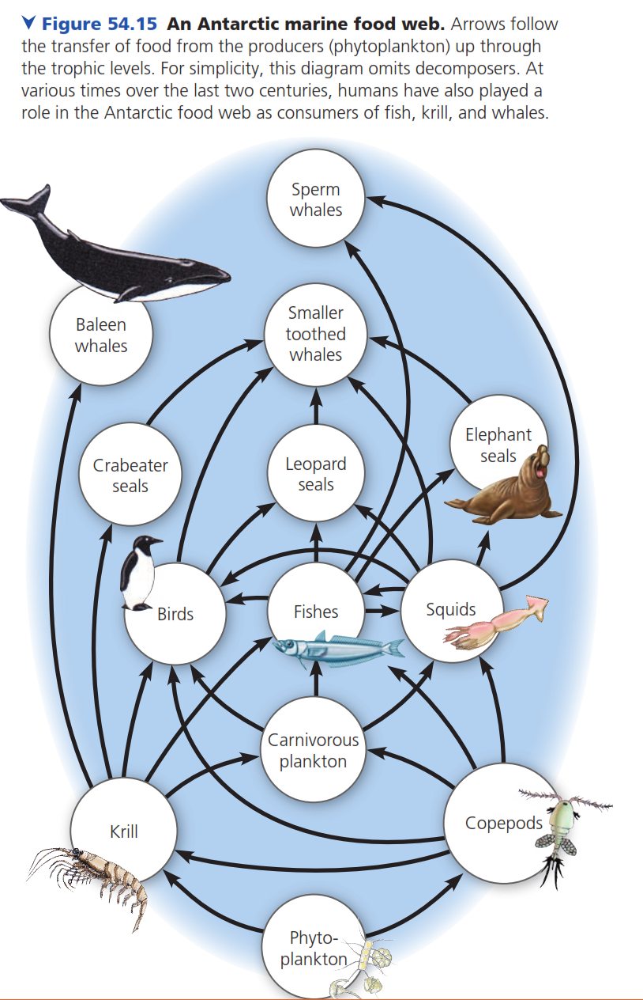 Figure 54.15 An Antarctic marine food web. Arrows follow
the transfer of food from the producers (phytoplankton) up through
the trophic levels. For simplicity, this diagram omits decomposers. At
various times over the last two centuries, humans have also played a
role in the Antarctic food web as consumers of fish, krill, and whales.
Sperm
whales
Baleen
whales
Smaller
toothed
whales
Crabeater
seals
Leopard
seals
Elephant
seals
Birds
Fishes
Squids
Carnivorous
plankton
Krill
Copepods
Phyto-
plankton